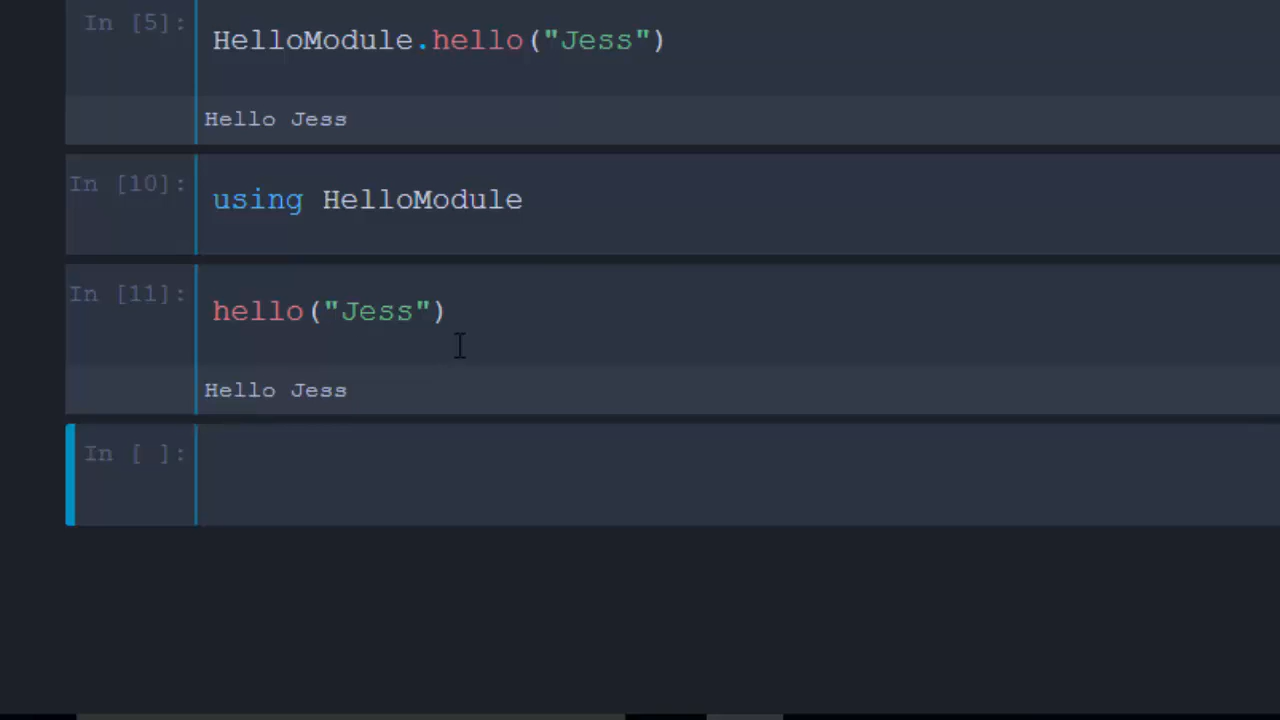 In [5]:
HelloModule.hello("Jess")
Hello Jess
In [10]:
using HelloModule
In [11]:
hello("Jess")
Hello Jess
In [ ]: